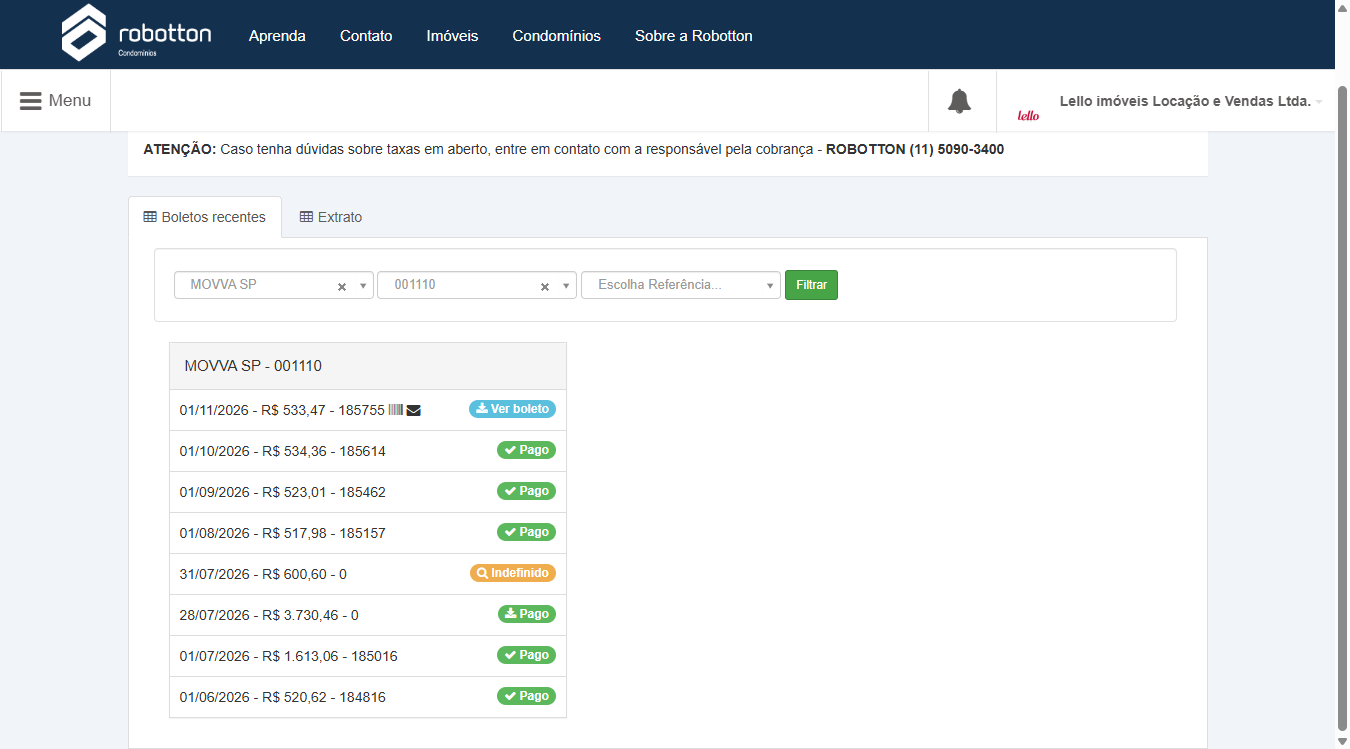 robotton
Condomínios
Aprenda Contato Imóveis Condomínios Sobre a Robotton
Menu
lello
Lello imóveis Locação e Vendas Ltda.
ATENÇÃO: Caso tenha dúvidas sobre taxas em aberto, entre em contato com a responsável pela cobrança - ROBOTTON (11) 5090-3400
Boletos recentes Extrato
MOVVA SP × 001110 × Escolha Referência... Filtrar
MOVVA SP - 001110
01/11/2026 - R$ 533,47 - 185755 Ver boleto
01/10/2026 - R$ 534,36 - 185614 Pago
01/09/2026 - R$ 523,01 - 185462 Pago
01/08/2026 - R$ 517,98 - 185157 Pago
31/07/2026 - R$ 600,60 - 0 Indefinido
28/07/2026 - R$ 3.730,46 - 0 Pago
01/07/2026 - R$ 1.613,06 - 185016 Pago
01/06/2026 - R$ 520,62 - 184816 Pago